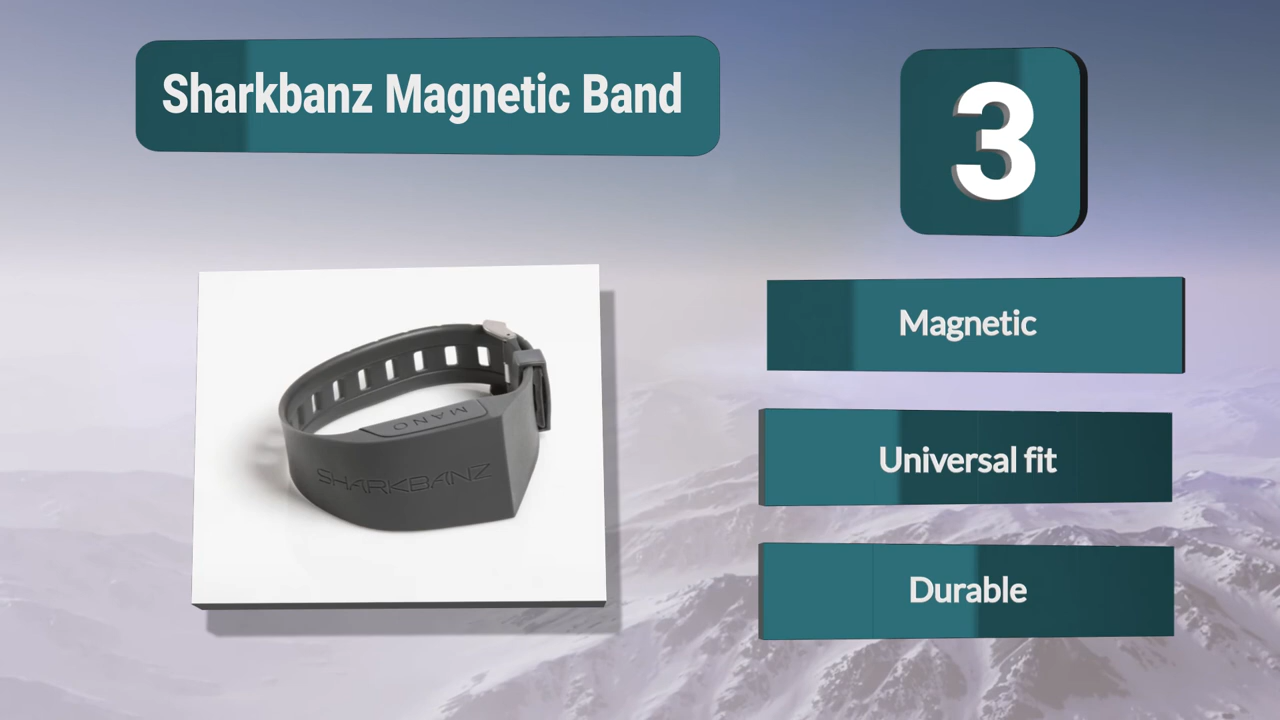 Sharkbanz Magnetic Band
3
Magnetic
Universal fit
Durable
MANO
SHARKBANZ